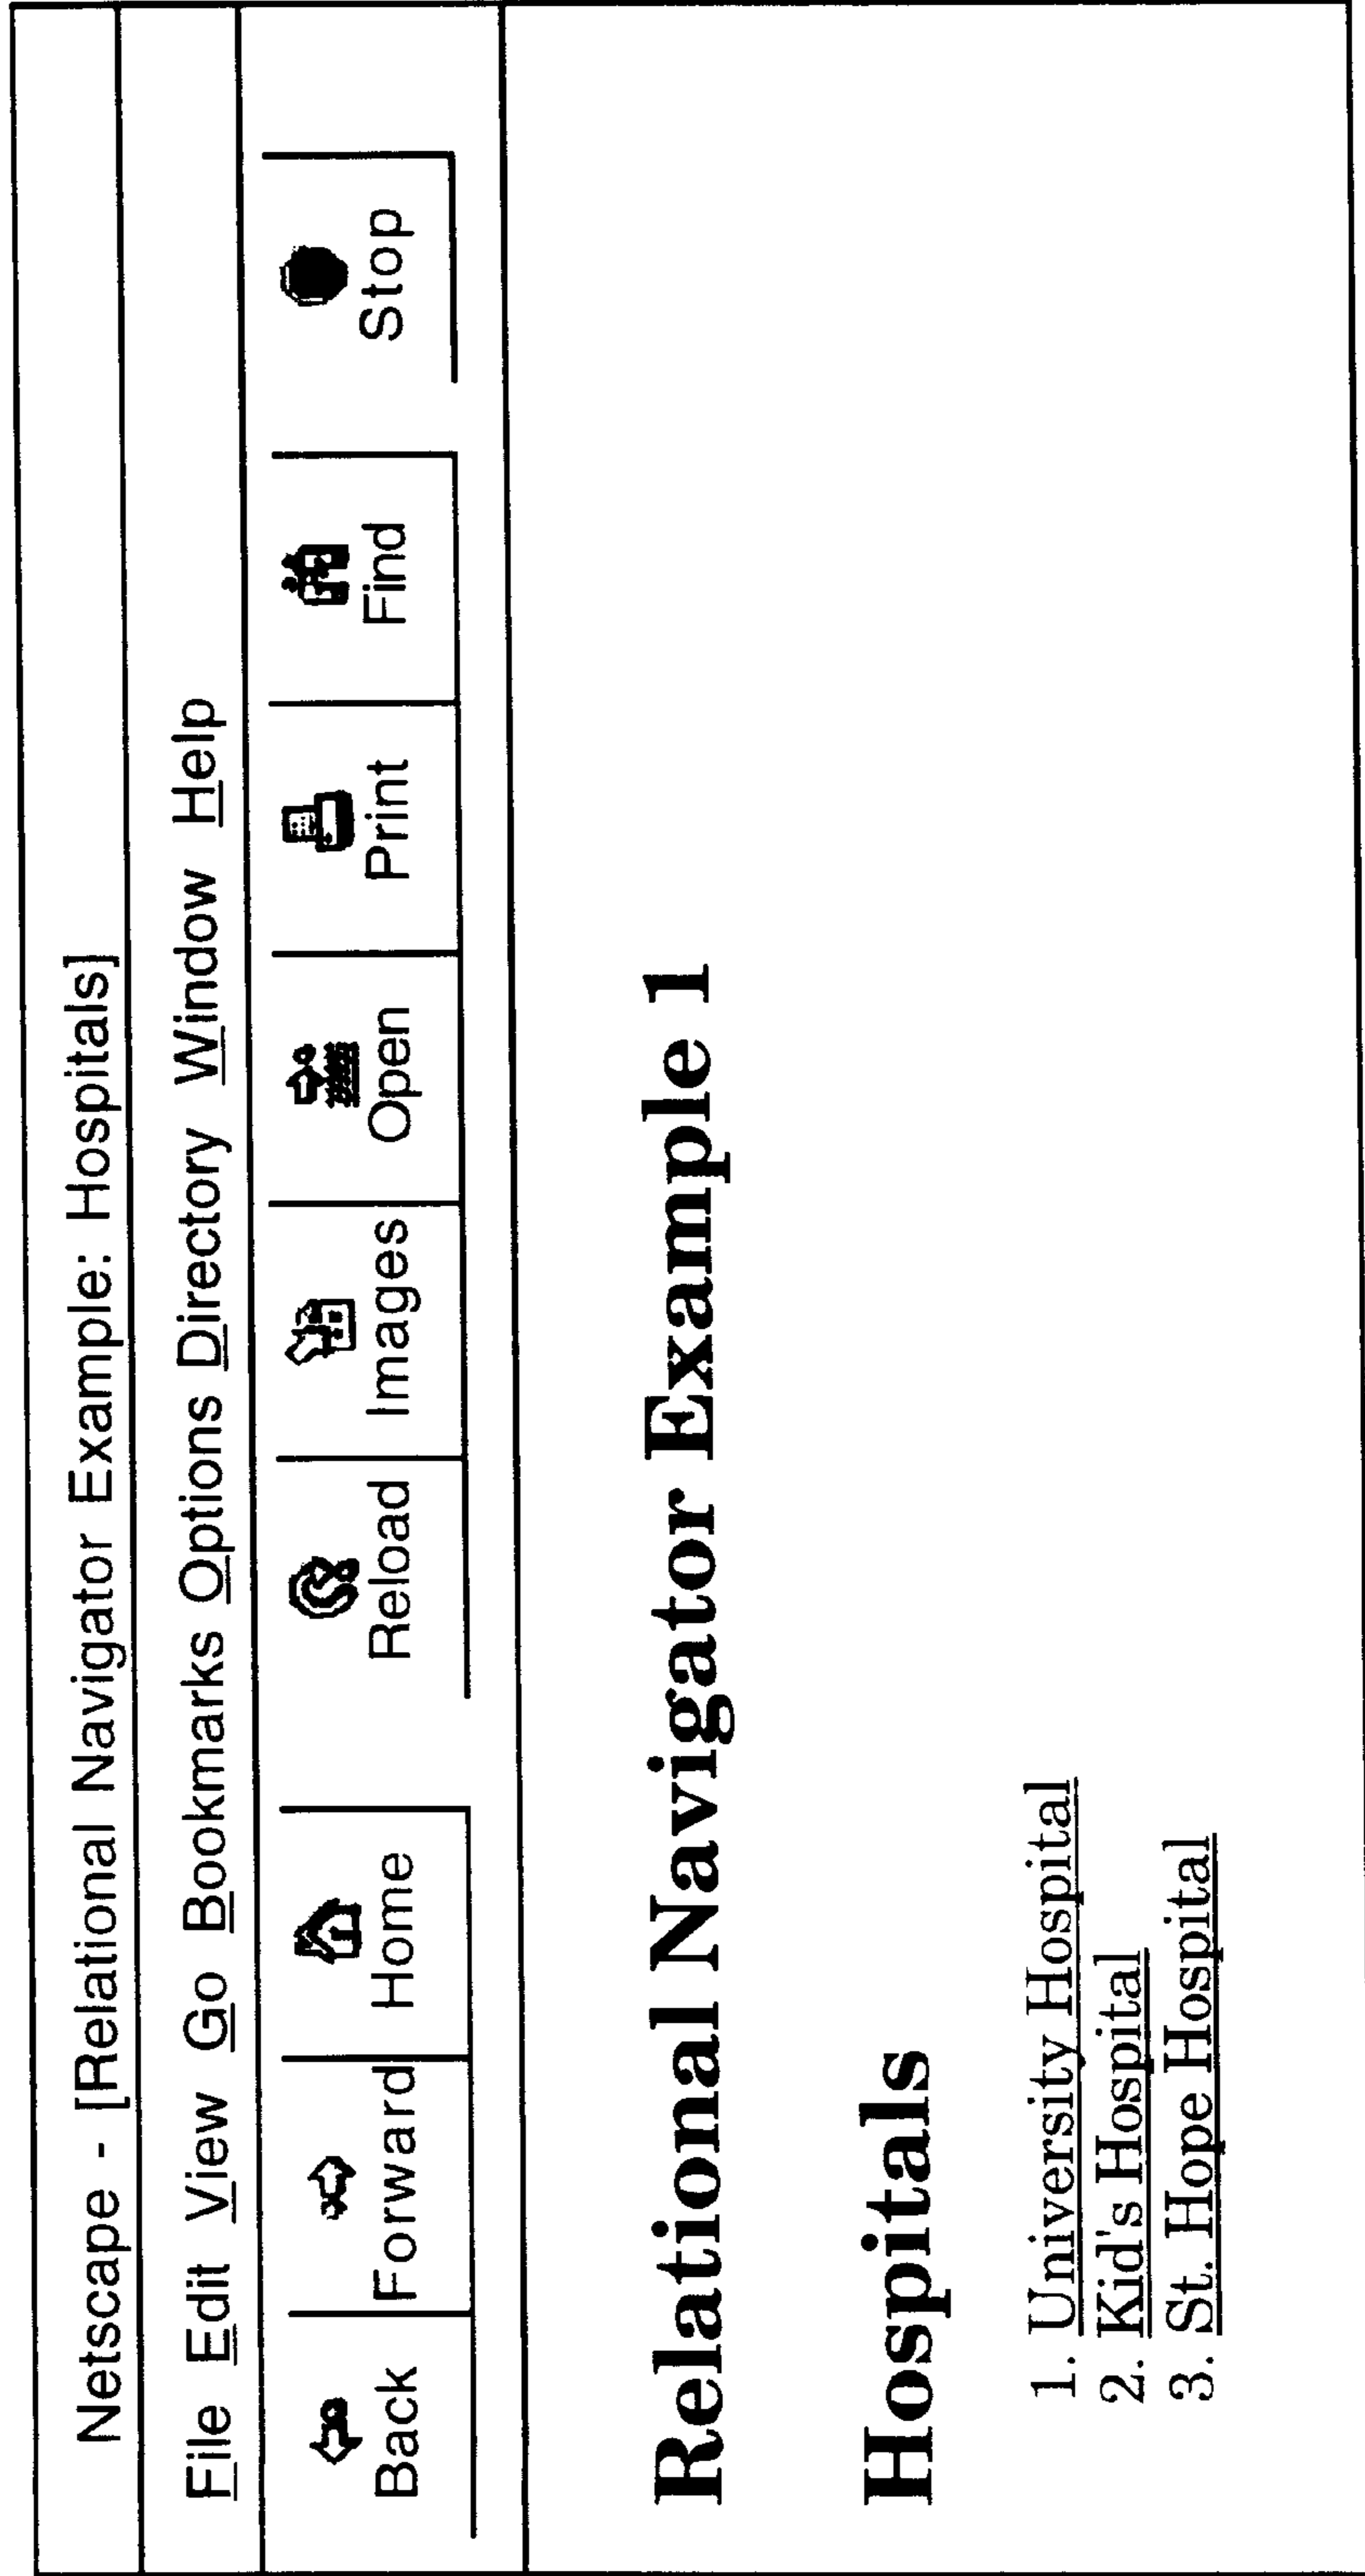 Netscape - [Relational Navigator Example: Hospitals]
File Edit View Go Bookmarks Options Directory Window Help
Back Forward Home Reload Images Open Print Find Stop
Relational Navigator Example 1
Hospitals
1. University Hospital
2. Kid's Hospital
3. St. Hope Hospital